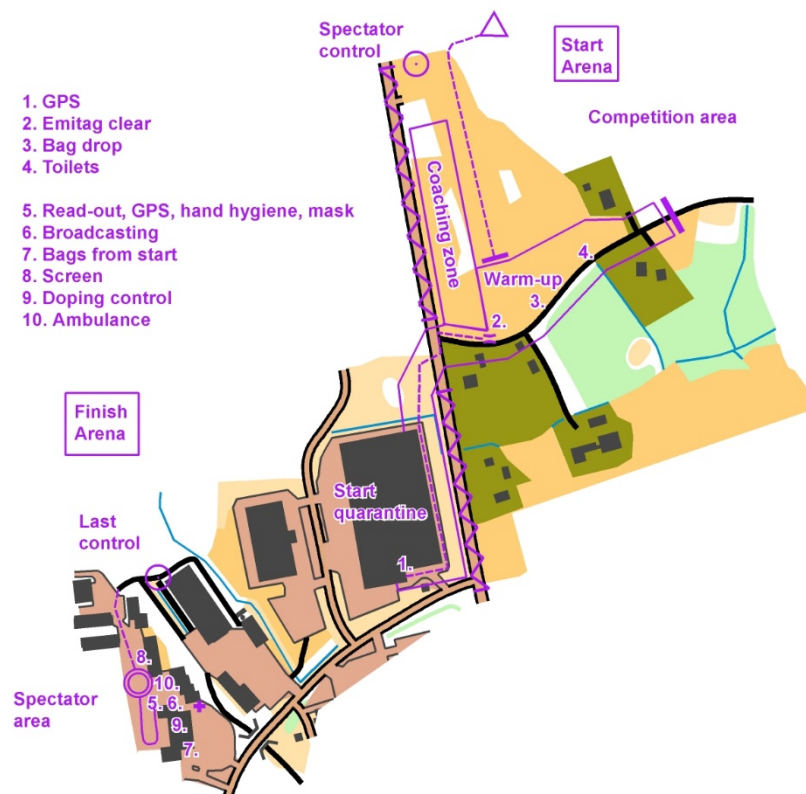 Spectator
control
Start
Arena
1. GPS
2. Emitag clear
3. Bag drop
4. Toilets
Competition area
5. Read-out, GPS, hand hygiene, mask
6. Broadcasting
7. Bags from start
8. Screen
9. Doping control
10. Ambulance
Coaching zone
4.
Warm-up
3.
2.
Finish
Arena
Start
quarantine
Last
control
1.
8.
10.
Spectator
area
5. 6.
9.
7.